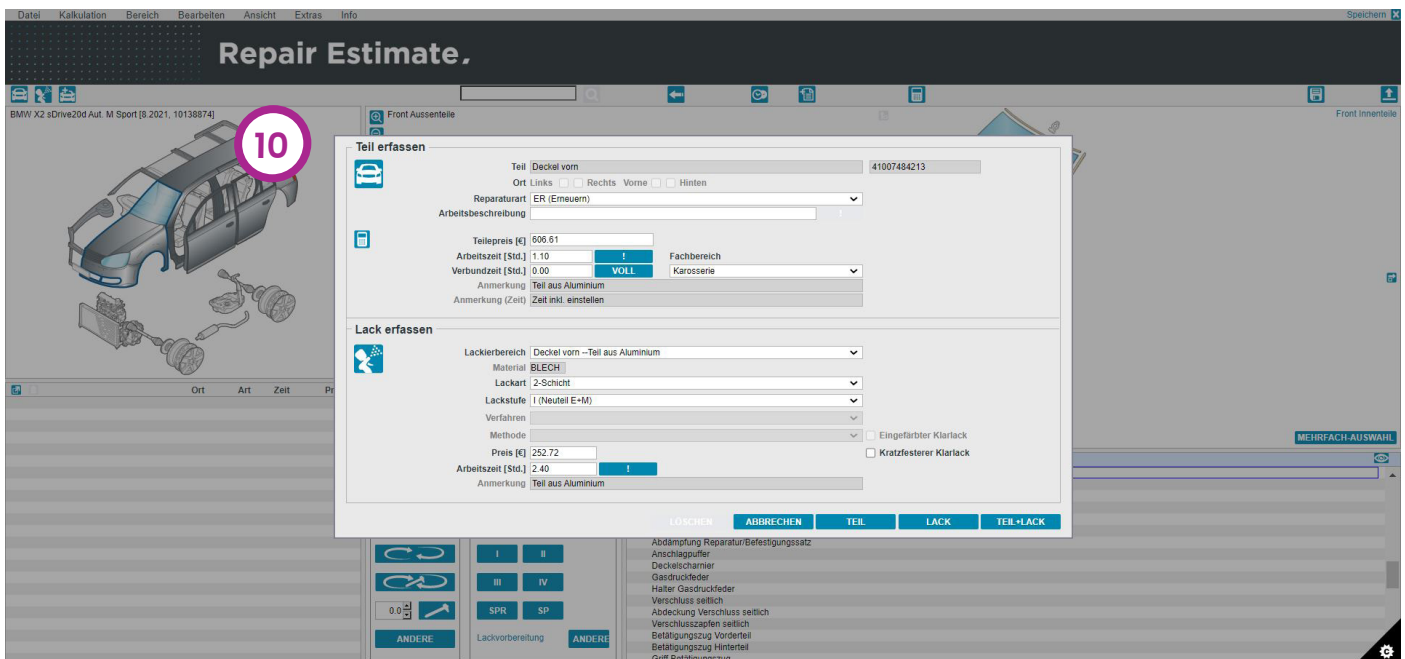 Datei Kalkulation Bereich Bearbeiten Ansicht Extras Info Speichern X
Repair Estimate.
BMW X2 sDrive20d Aut. M Sport [8.2021, 10138874]
Front Aussenteile
Front Innenteile
10
Teil erfassen
Teil Deckel vorn 41007484213
Ort Links Rechts Vorne Hinten
Reparaturart ER (Erneuern)
Arbeitsbeschreibung !
Teilepreis [€] 606.61
Arbeitszeit [Std.] 1.10 ! Fachbereich
Verbundzeit [Std.] 0.00 VOLL Karosserie
Anmerkung Teil aus Aluminium
Anmerkung (Zeit) Zeit inkl. einstellen
Lack erfassen
Lackierbereich Deckel vorn --Teil aus Aluminium
Material BLECH
Lackart 2-Schicht
Lackstufe I (Neuteil E+M)
Verfahren
Methode Eingefärbter Klarlack
Preis [€] 252.72 Kratzfesterer Klarlack
Arbeitszeit [Std.] 2.40 !
Anmerkung Teil aus Aluminium
LÖSCHEN ABBRECHEN TEIL LACK TEIL+LACK
Ort Art Zeit
MEHRFACH-AUSWAHL
I II
III IV
0.0 SPR SP
ANDERE Lackvorbereitung ANDERE
Abdämpfung Reparatur/Befestigungssatz
Anschlagpuffer
Deckelscharnier
Gasdruckfeder
Halter Gasdruckfeder
Verschluss seitlich
Abdeckung Verschluss seitlich
Verschlusszapfen seitlich
Betätigungszug Vorderteil
Betätigungszug Hinterteil
Griff Betätigungszug